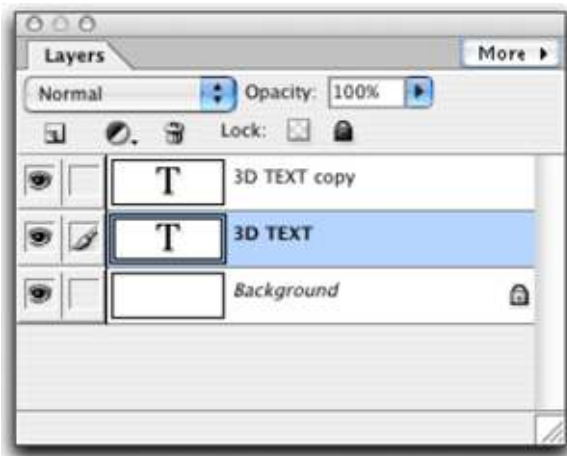 Layers More
Normal Opacity: 100%
Lock:
T 3D TEXT copy
T 3D TEXT
Background